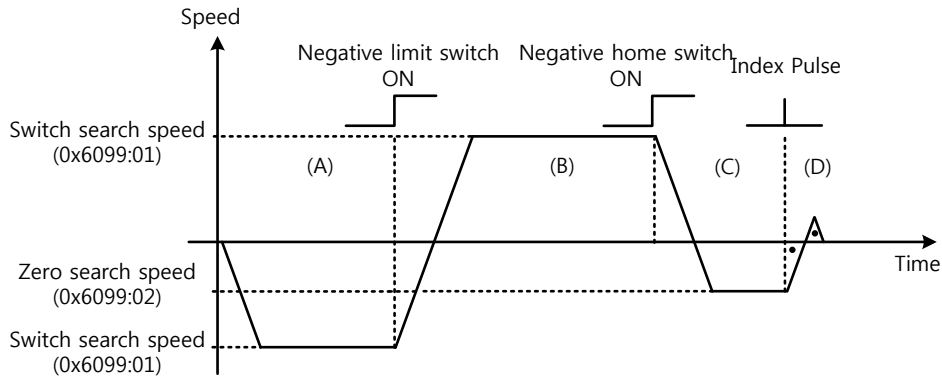 Speed
Negative limit switch
ON
Negative home switch
ON
Index Pulse
Switch search speed
(0x6099:01)
(A)
(B)
(C)
(D)
Time
Zero search speed
(0x6099:02)
Switch search speed
(0x6099:01)